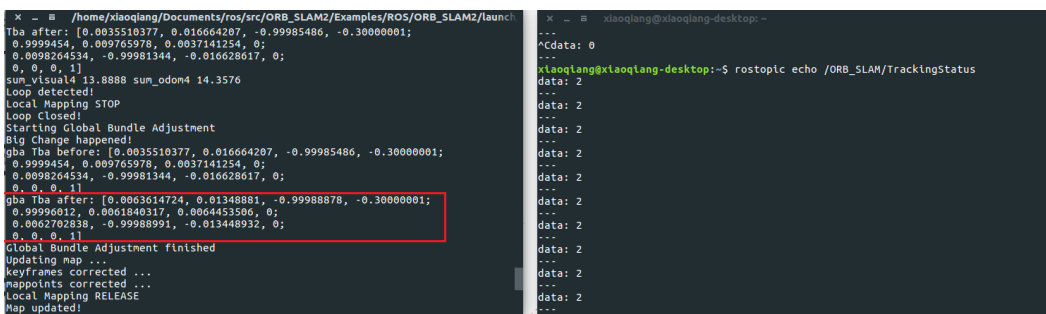 × – ≡ /home/xiaoqiang/Documents/ros/src/ORB_SLAM2/Examples/ROS/ORB_SLAM2/launch
Tba after: [0.0035510377, 0.016664207, -0.99985486, -0.30000001;
0.9999454, 0.009765978, 0.0037141254, 0;
0.0098264534, -0.99981344, -0.016628617, 0;
0, 0, 0, 1]
sum_visual4 13.8888 sum_odom4 14.3576
Loop detected!
Local Mapping STOP
Loop Closed!
Starting Global Bundle Adjustment
Big Change happened!
gba Tba before: [0.0035510377, 0.016664207, -0.99985486, -0.30000001;
0.9999454, 0.009765978, 0.0037141254, 0;
0.0098264534, -0.99981344, -0.016628617, 0;
0, 0, 0, 1]
gba Tba after: [0.0063614724, 0.01348881, -0.99988878, -0.30000001;
0.99996012, 0.0061840317, 0.0064453506, 0;
0.0062702838, -0.99988991, -0.013448932, 0;
0, 0, 0, 1]
Global Bundle Adjustment finished
Updating map ...
keyframes corrected ...
mappoints corrected ...
Local Mapping RELEASE
Map updated!
× – ≡ xiaoqiang@xiaoqiang-desktop: ~
---
^Cdata: 0
---
xiaoqiang@xiaoqiang-desktop:~$ rostopic echo /ORB_SLAM/TrackingStatus
data: 2
---
data: 2
---
data: 2
---
data: 2
---
data: 2
---
data: 2
---
data: 2
---
data: 2
---
data: 2
---
data: 2
---